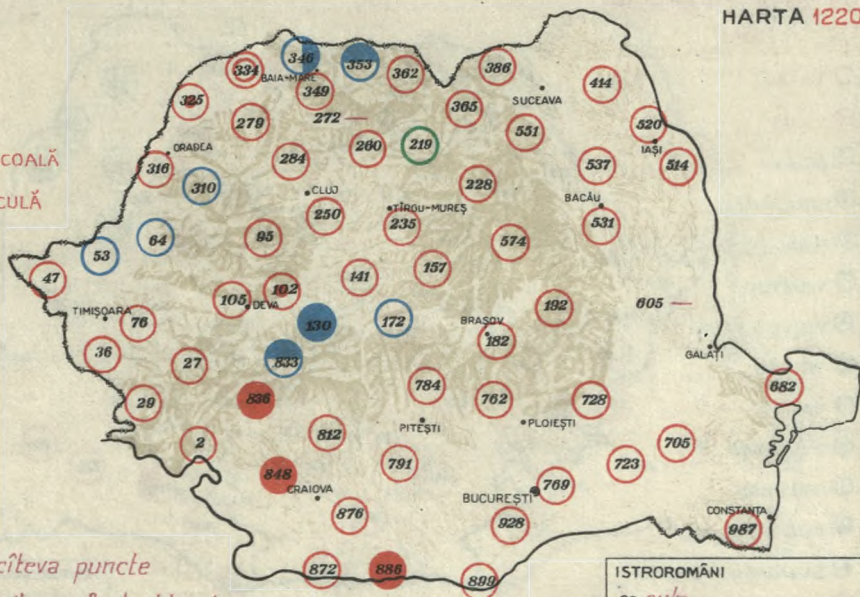 HARTA 1220
346
353
334
BAIA-MARE
362
386
349
414
325
SUCEAVA
365
279
272 —
520
551
219
IAȘI
ORADEA
260
284
316
537
514
310
228
CLUJ
BACĂU
TÎRGU-MUREȘ
250
235
531
95
64
574
53
157
47
141
102
105
DEVA
192
605 —
TIMIȘOARA
76
130
172
BRAȘOV
182
36
GALAȚI
833
27
784
682
836
762
728
29
PITEȘTI
PLOIEȘTI
812
2
705
791
723
848
CRAIOVA
769
BUCUREȘTI
876
CONSTANȚA
928
987
872
886
899
COALĂ
CULĂ
cîteva puncte
ISTROROMÂNI